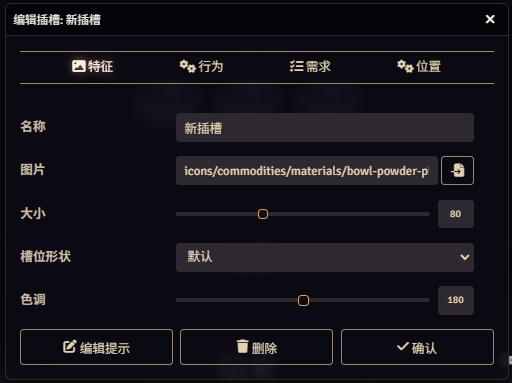 编辑插槽: 新插槽
特征 行为 需求 位置
名称 新插槽
图片 icons/commodities/materials/bowl-powder-p
大小 80
槽位形状 默认
色调 180
编辑提示 删除 确认